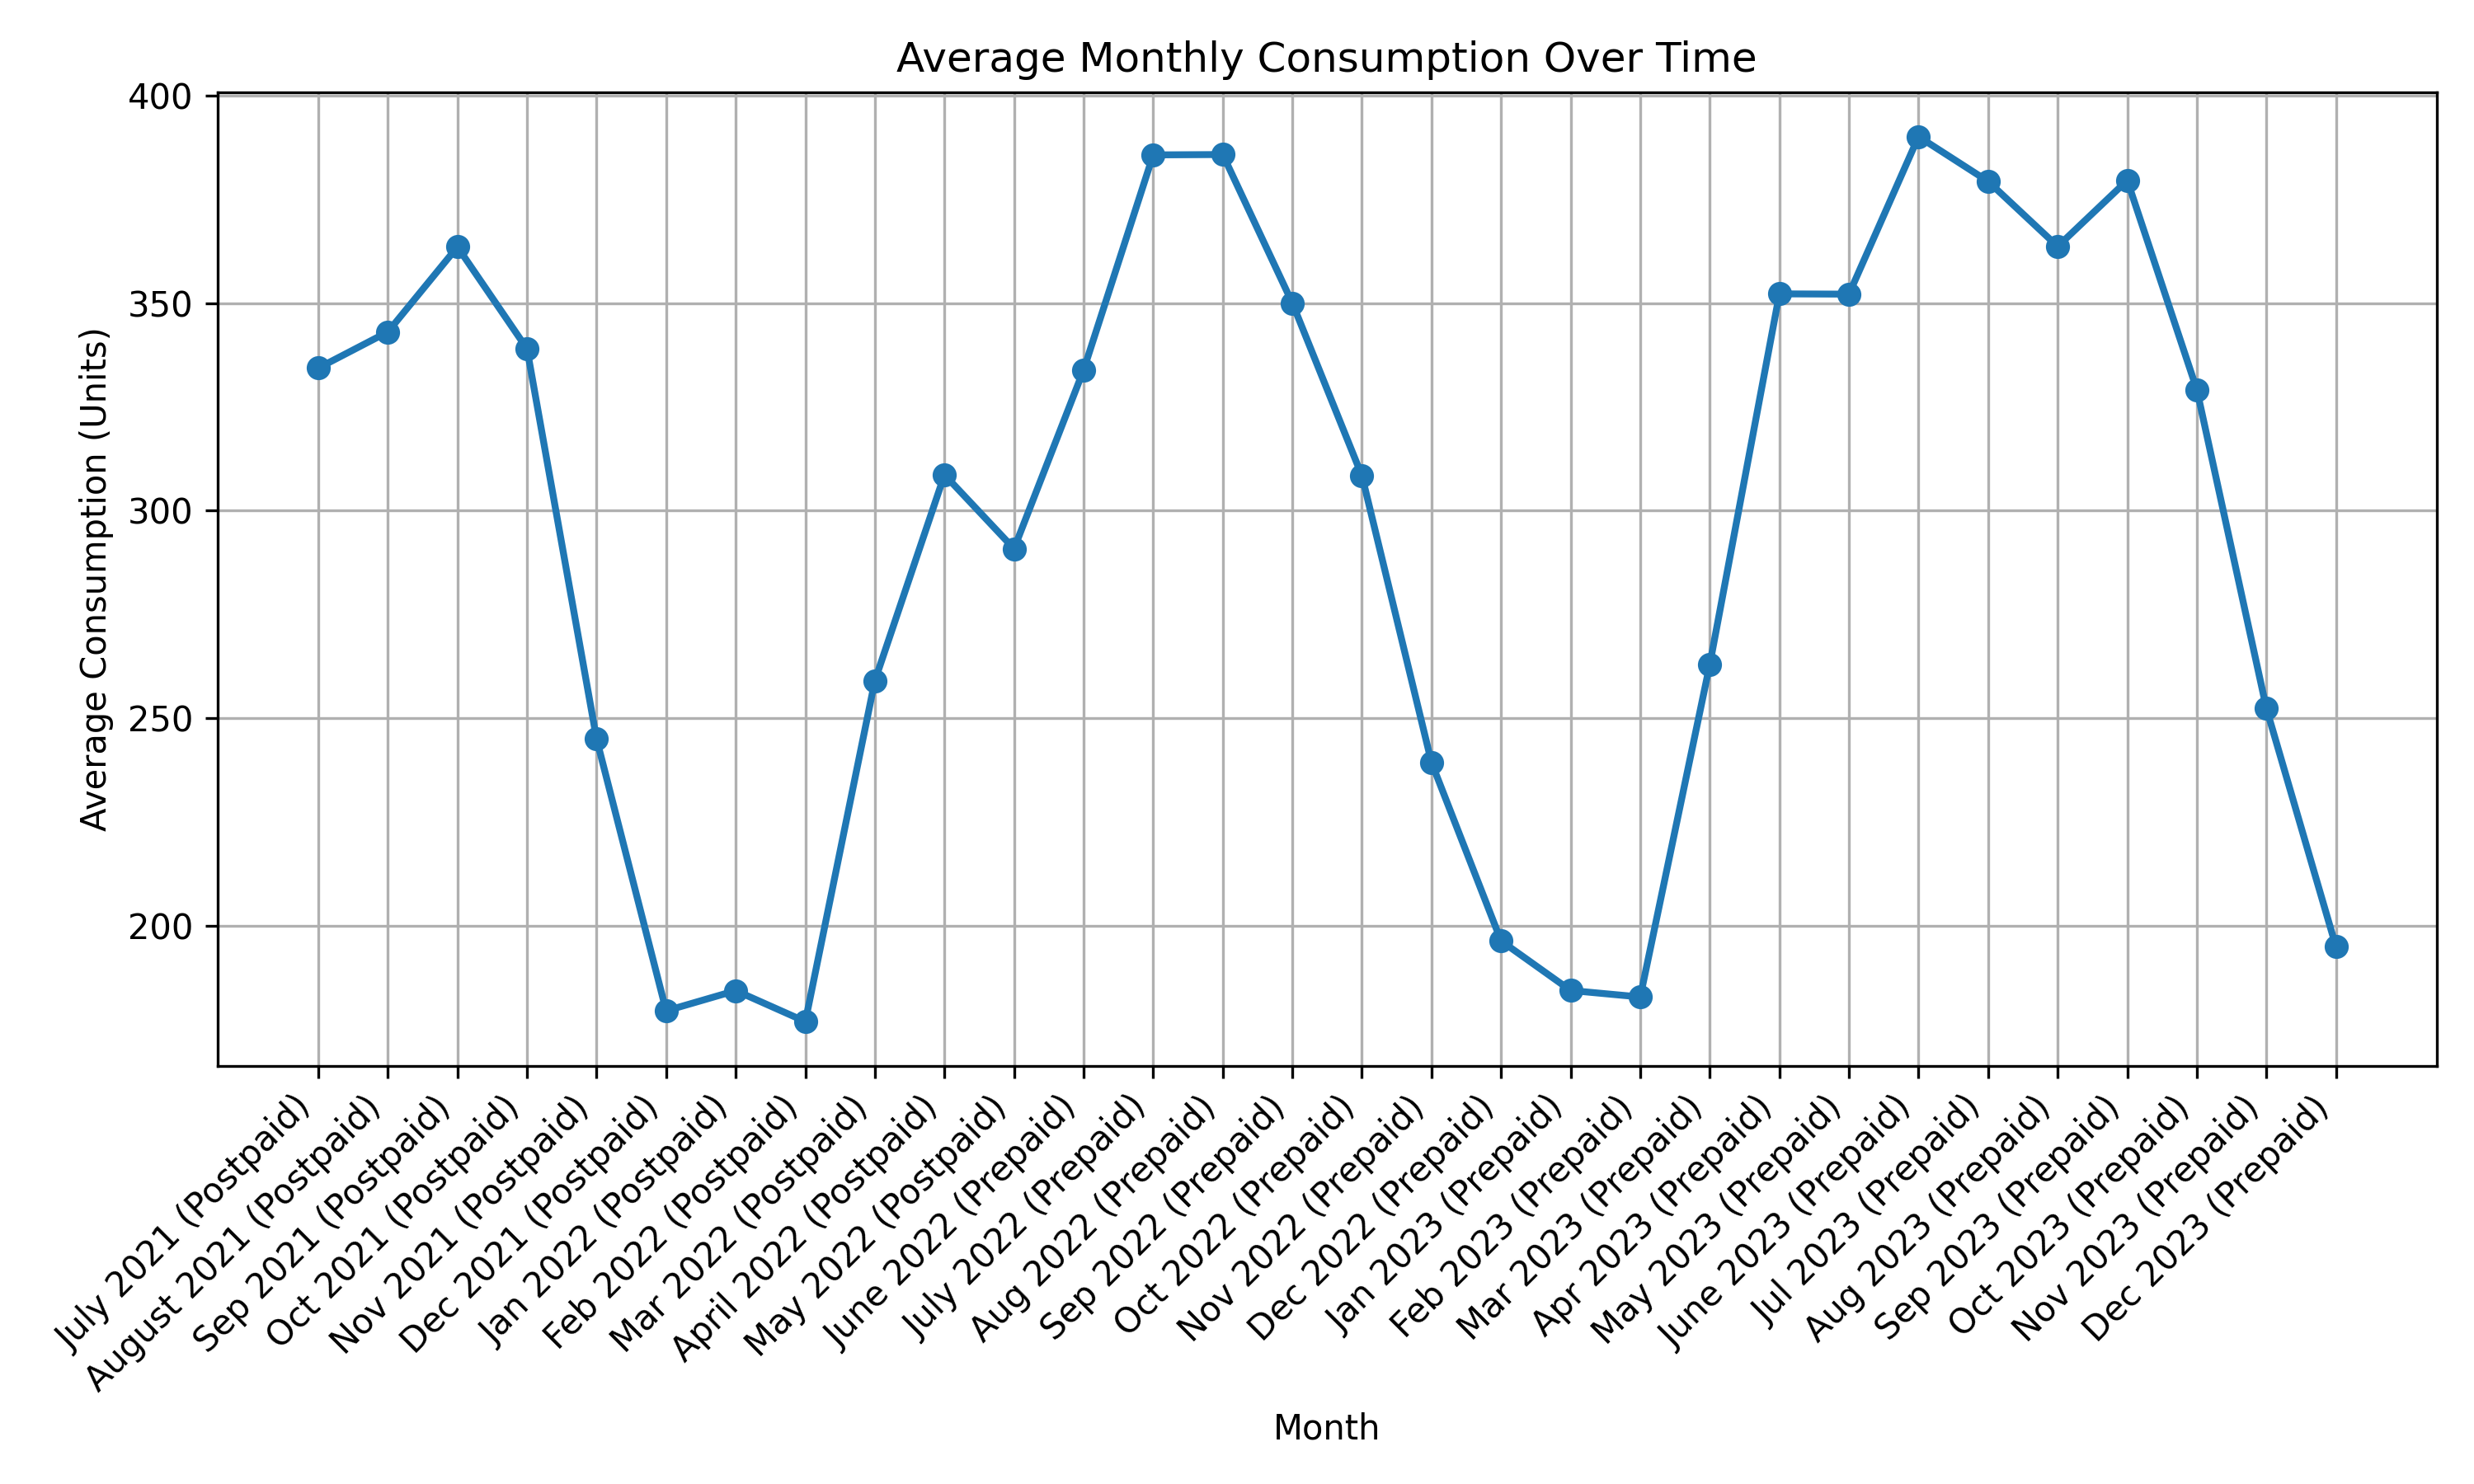 Average Monthly Consumption Over Time
400
350
300
250
200
Average Consumption (Units)
July 2021 (Postpaid)
August 2021 (Postpaid)
Sep 2021 (Postpaid)
Oct 2021 (Postpaid)
Nov 2021 (Postpaid)
Dec 2021 (Postpaid)
Jan 2022 (Postpaid)
Feb 2022 (Postpaid)
Mar 2022 (Postpaid)
April 2022 (Postpaid)
May 2022 (Postpaid)
June 2022 (Prepaid)
July 2022 (Prepaid)
Aug 2022 (Prepaid)
Sep 2022 (Prepaid)
Oct 2022 (Prepaid)
Nov 2022 (Prepaid)
Dec 2022 (Prepaid)
Jan 2023 (Prepaid)
Feb 2023 (Prepaid)
Mar 2023 (Prepaid)
Apr 2023 (Prepaid)
May 2023 (Prepaid)
June 2023 (Prepaid)
Jul 2023 (Prepaid)
Aug 2023 (Prepaid)
Sep 2023 (Prepaid)
Oct 2023 (Prepaid)
Nov 2023 (Prepaid)
Dec 2023 (Prepaid)
Month